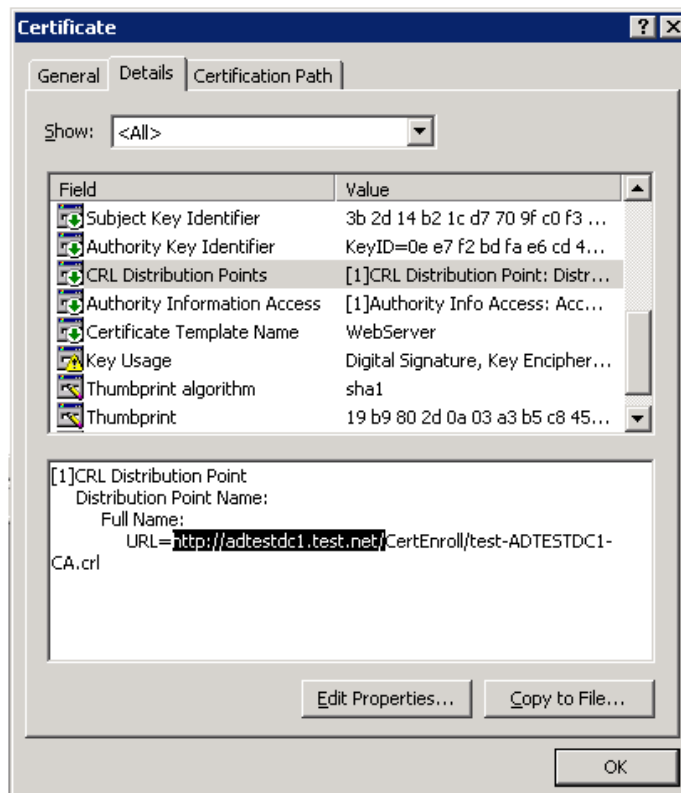 Certificate
General Details Certification Path
Show: <All>
Field Value
Subject Key Identifier 3b 2d 14 b2 1c d7 70 9f c0 f3 ...
Authority Key Identifier KeyID=0e e7 f2 bd fa e6 cd 4...
CRL Distribution Points [1]CRL Distribution Point: Distr...
Authority Information Access [1]Authority Info Access: Acc...
Certificate Template Name WebServer
Key Usage Digital Signature, Key Encipher...
Thumbprint algorithm sha1
Thumbprint 19 b9 80 2d 0a 03 a3 b5 c8 45...
[1]CRL Distribution Point
Distribution Point Name:
Full Name:
URL=http://adtestdc1.test.net/CertEnroll/test-ADTESTDC1-
CA.crl
Edit Properties... Copy to File...
OK